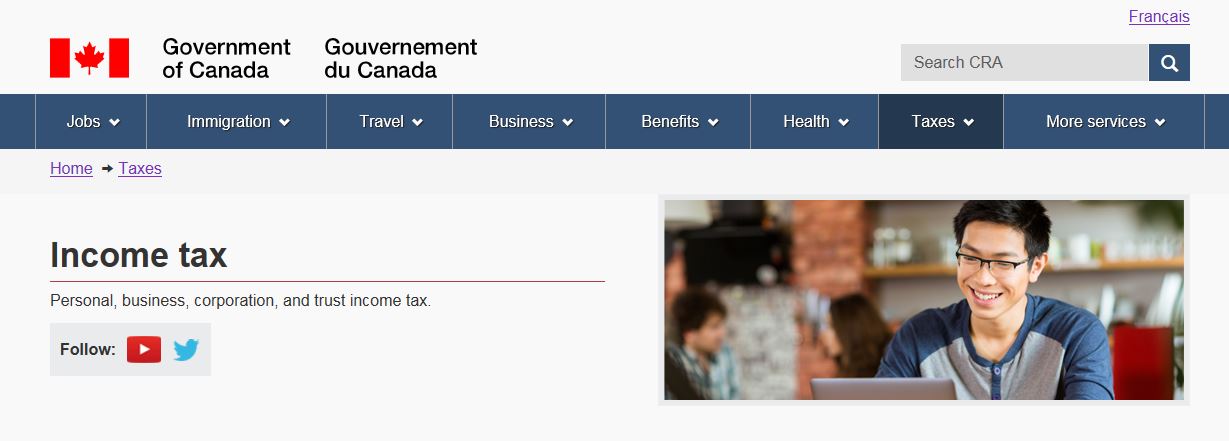 Français
Government of Canada
Gouvernement du Canada
Search CRA
Jobs Immigration Travel Business Benefits Health Taxes More services
Home Taxes
Income tax
Personal, business, corporation, and trust income tax.
Follow: